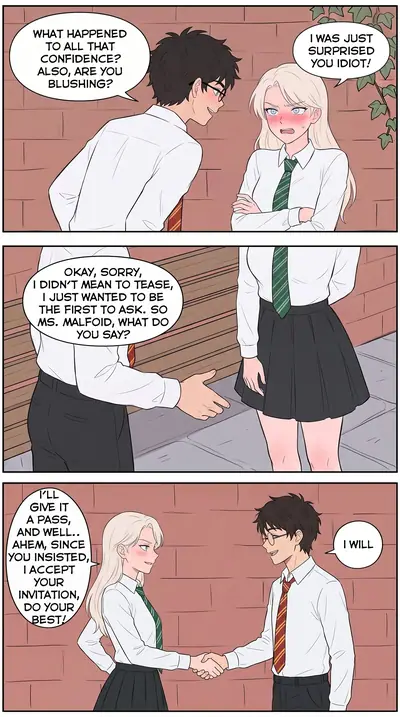 WHAT HAPPENED
TO ALL THAT
CONFIDENCE?
ALSO, ARE YOU
BLUSHING?
I WAS JUST
SURPRISED
YOU IDIOT!
OKAY, SORRY,
I DIDN'T MEAN TO TEASE,
I JUST WANTED TO BE
THE FIRST TO ASK. SO
MS. MALFOID, WHAT DO
YOU SAY?
I'LL
GIVE IT
A PASS,
AND WELL..
AHEM, SINCE
YOU INSISTED,
I ACCEPT
YOUR
INVITATION,
DO YOUR
BEST!
I WILL